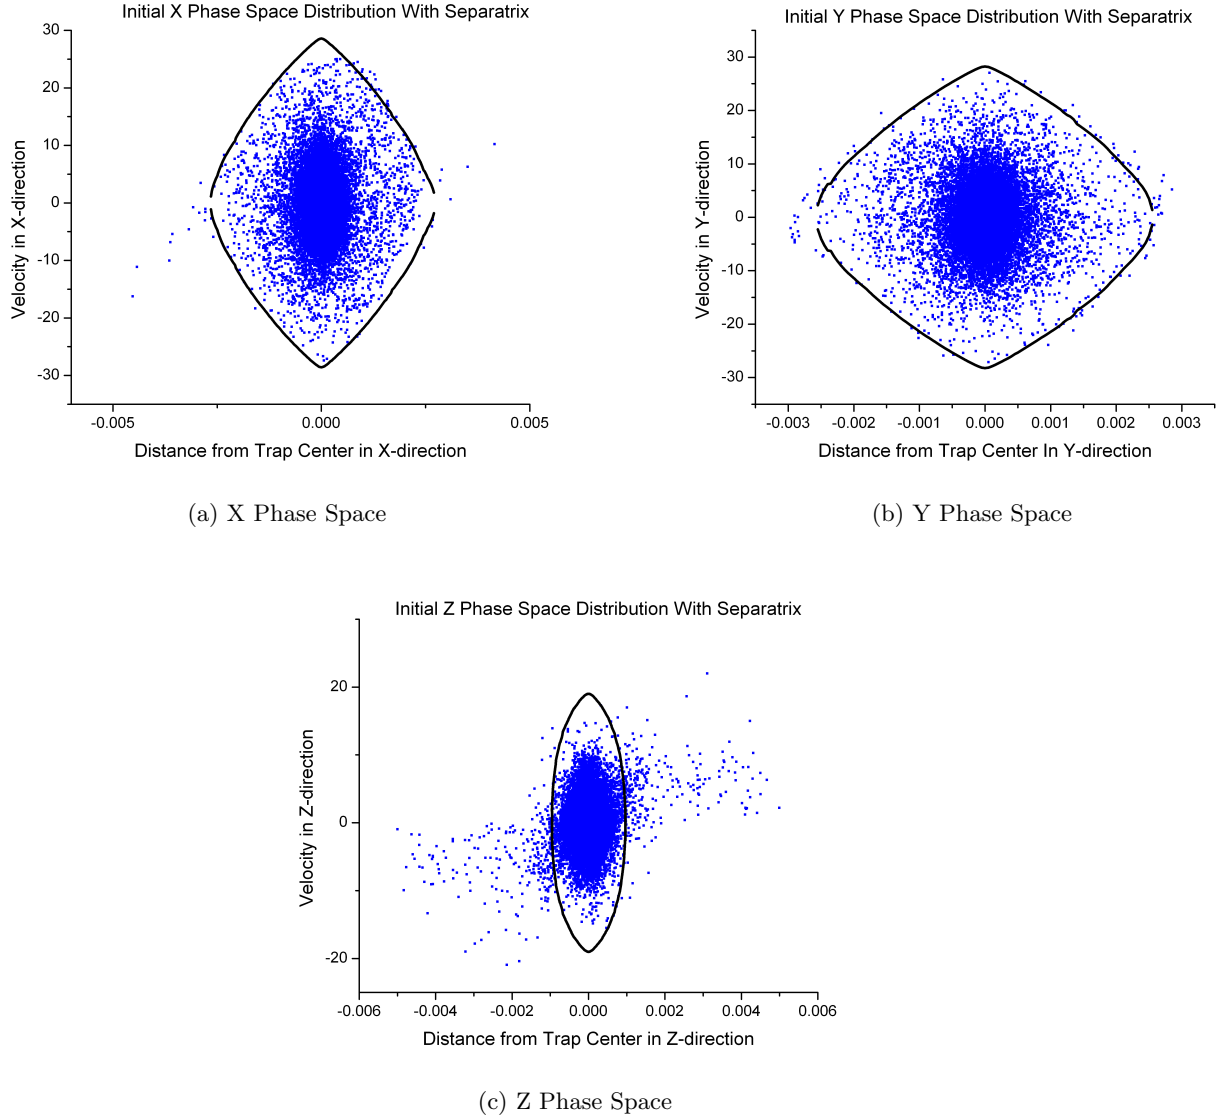 Initial X Phase Space Distribution With Separatrix
30
20
10
0
-10
-20
-30
Velocity in X-direction
-0.005 0.000 0.005
Distance from Trap Center in X-direction
(a) X Phase Space
Initial Y Phase Space Distribution With Separatrix
30
20
10
0
-10
-20
-30
Velocity in Y-direction
-0.003 -0.002 -0.001 0.000 0.001 0.002 0.003
Distance from Trap Center In Y-direction
(b) Y Phase Space
Initial Z Phase Space Distribution With Separatrix
20
0
-20
Velocity in Z-direction
-0.006 -0.004 -0.002 0.000 0.002 0.004 0.006
Distance from Trap Center in Z-direction
(c) Z Phase Space